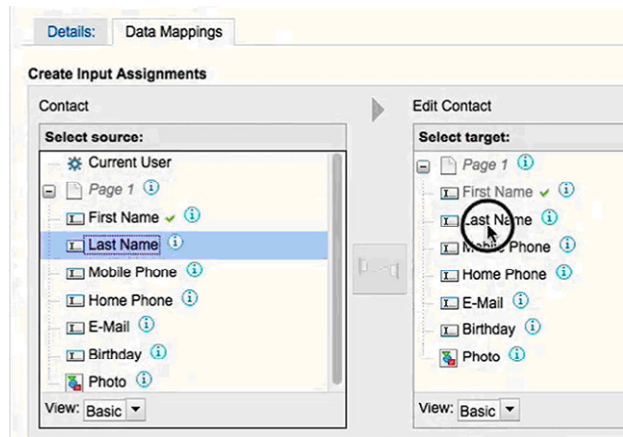 Details: Data Mappings
Create Input Assignments
Contact
Select source:
Current User
Page 1
First Name
Last Name
Mobile Phone
Home Phone
E-Mail
Birthday
Photo
View: Basic
Edit Contact
Select target:
Page 1
First Name
Last Name
Mobile Phone
Home Phone
E-Mail
Birthday
Photo
View: Basic